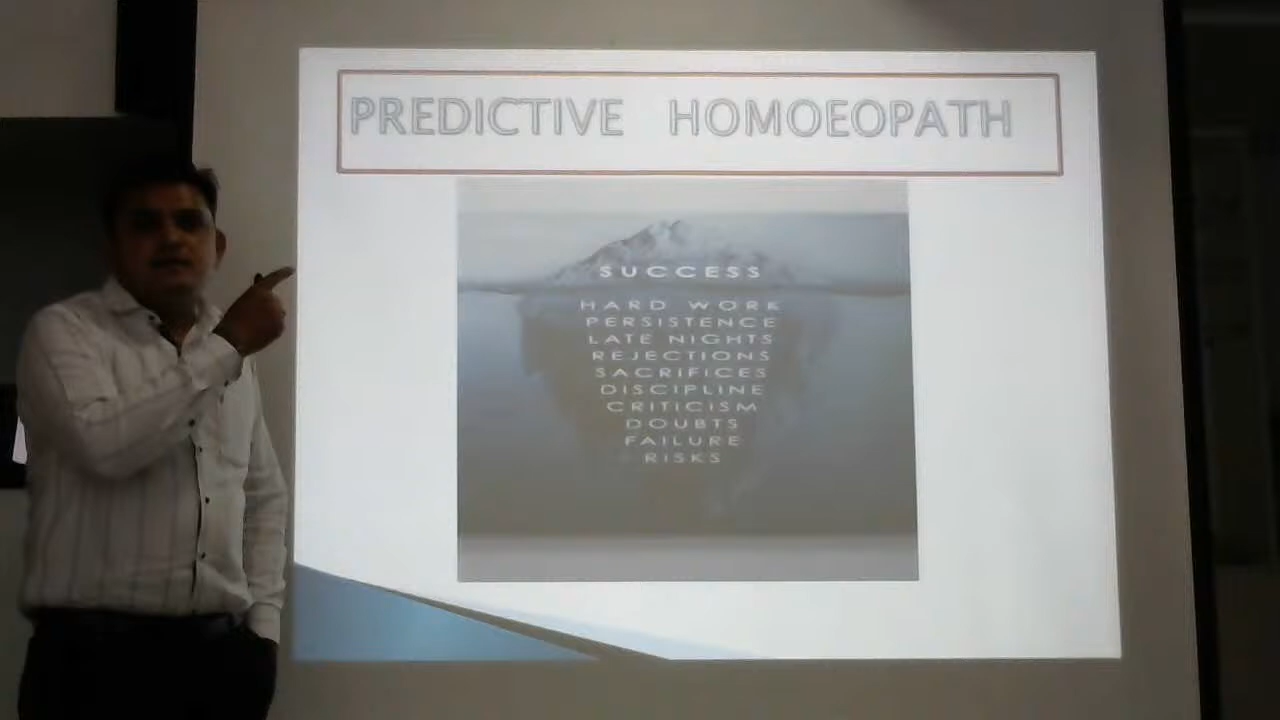 PREDICTIVE HOMOEOPATH
SUCCESS
HARD WORK
PERSISTENCE
LATE NIGHTS
REJECTIONS
SACRIFICES
DISCIPLINE
CRITICISM
DOUBTS
FAILURE
RISKS